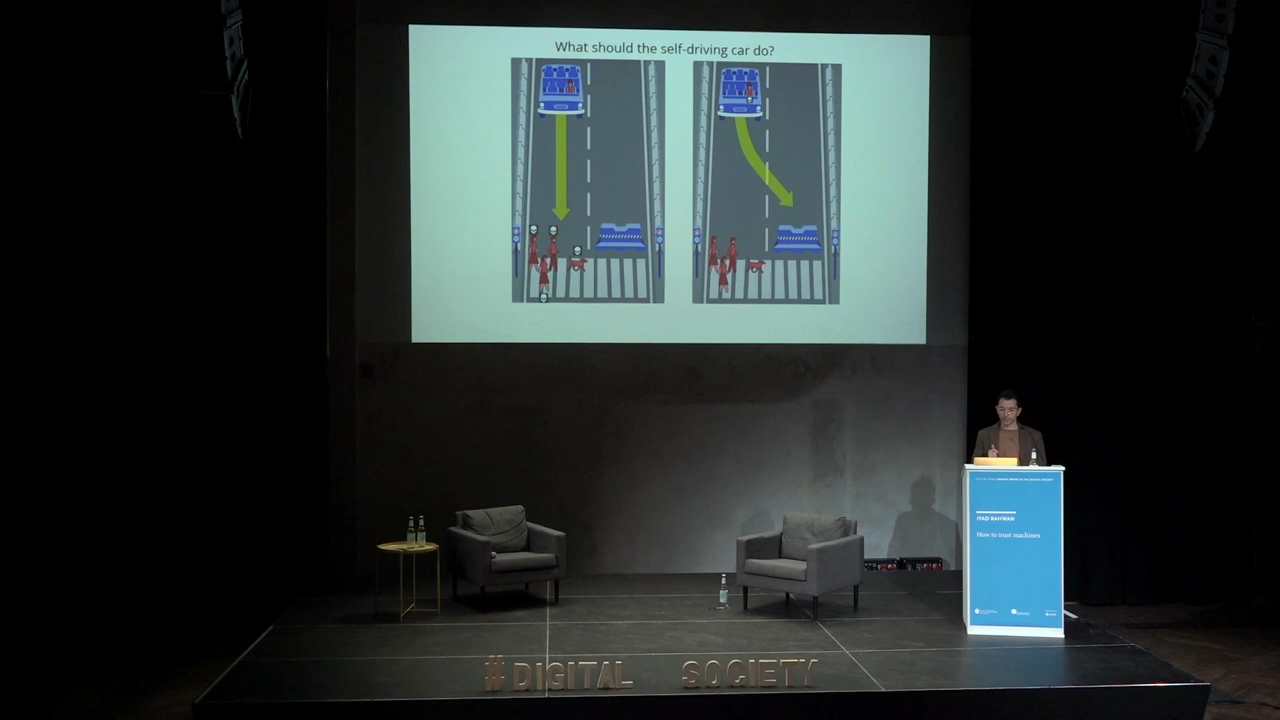 What should the self-driving car do?
IYAD RAHWAN
How to trust machines
#DIGITAL SOCIETY